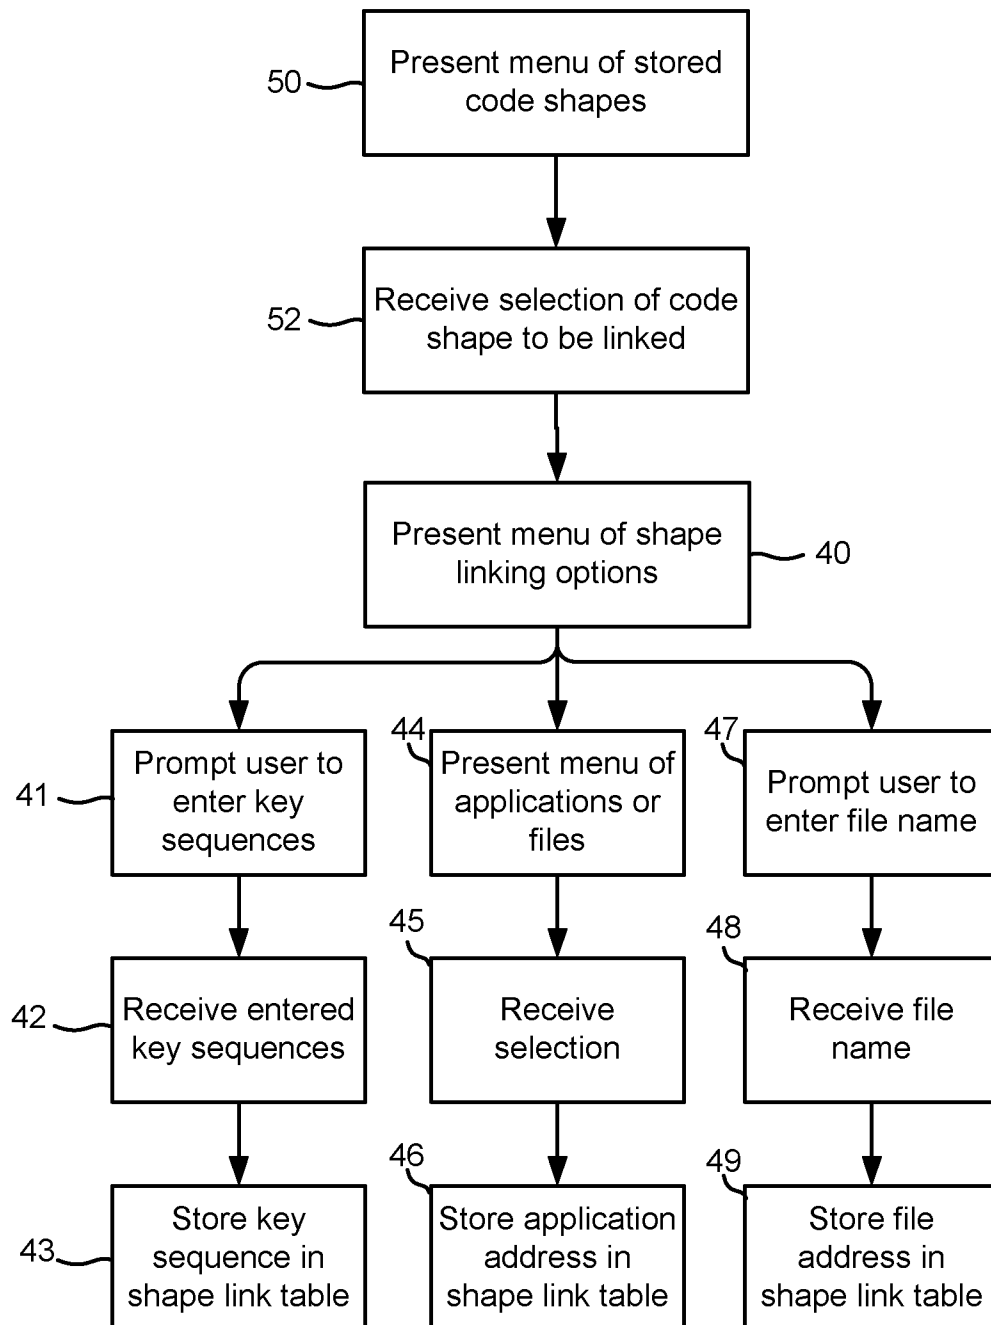 50
Present menu of stored
code shapes
52
Receive selection of code
shape to be linked
Present menu of shape
linking options
40
41
Prompt user to
enter key
sequences
44
Present menu of
applications or
files
47
Prompt user to
enter file name
42
Receive entered
key sequences
45
Receive
selection
48
Receive file
name
43
Store key
sequence in
shape link table
46
Store application
address in
shape link table
49
Store file
address in
shape link table